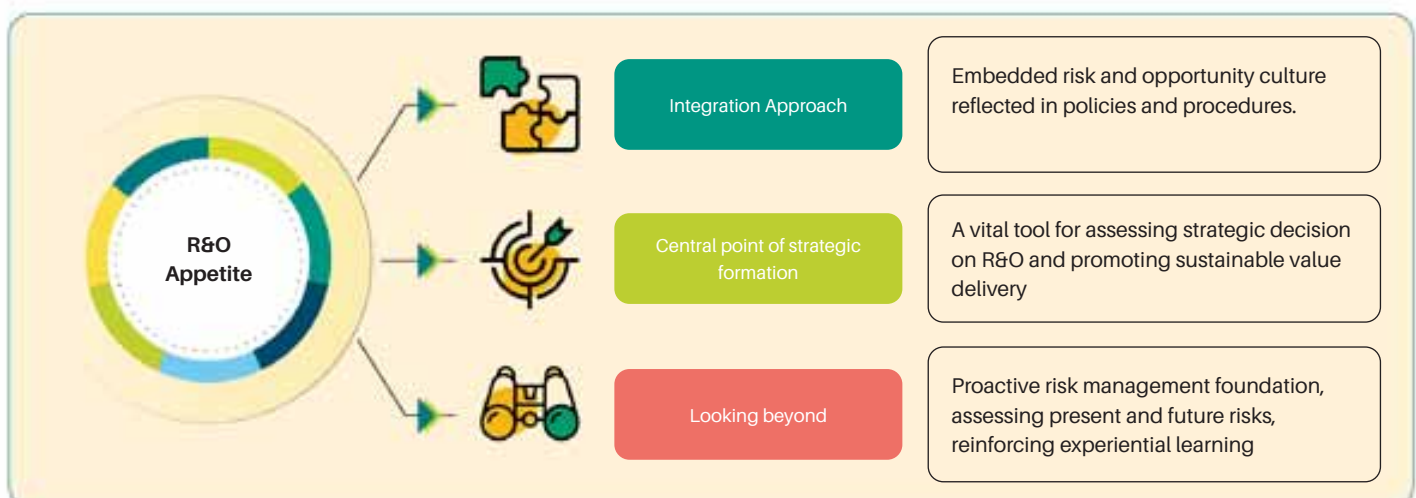 R&O
Appetite
Integration Approach
Embedded risk and opportunity culture
reflected in policies and procedures.
Central point of strategic
formation
A vital tool for assessing strategic decision
on R&O and promoting sustainable value
delivery
Looking beyond
Proactive risk management foundation,
assessing present and future risks,
reinforcing experiential learning